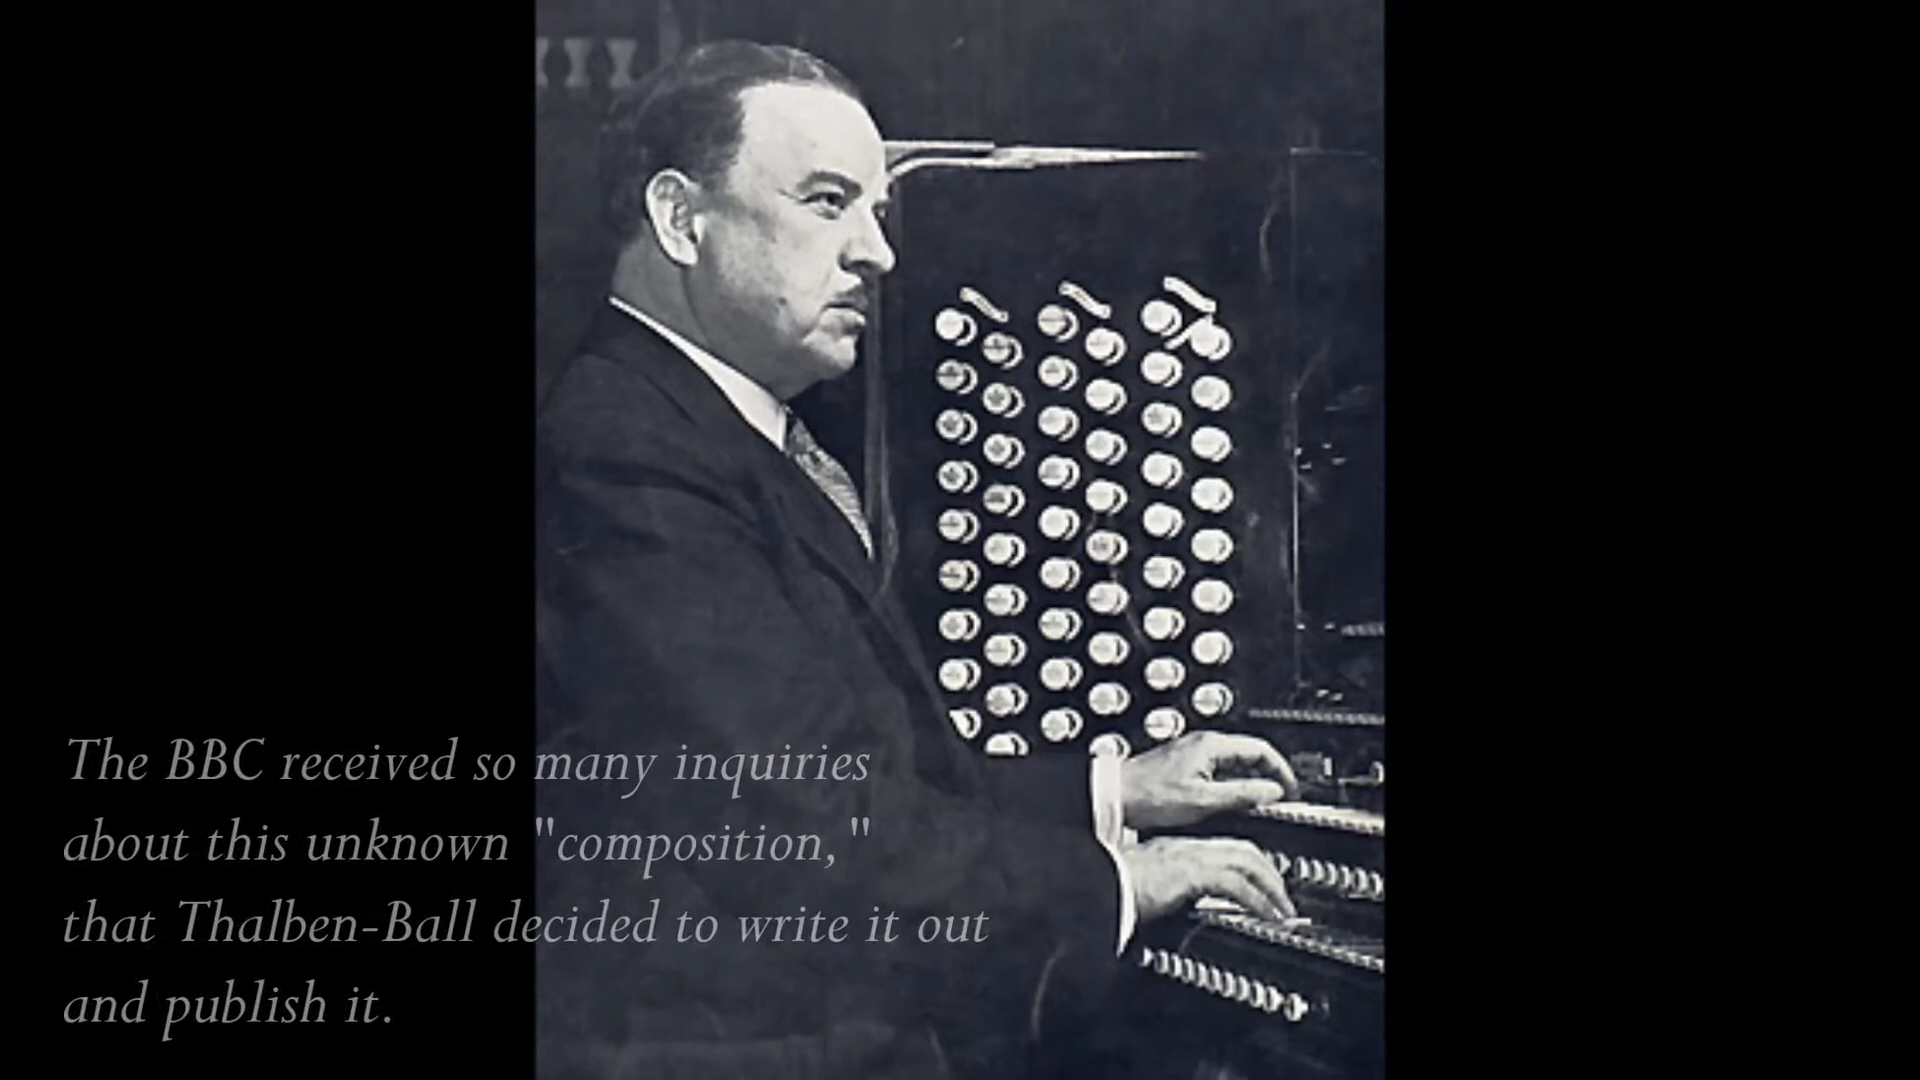 The BBC received so many inquiries
about this unknown "composition,"
that Thalben-Ball decided to write it out
and publish it.